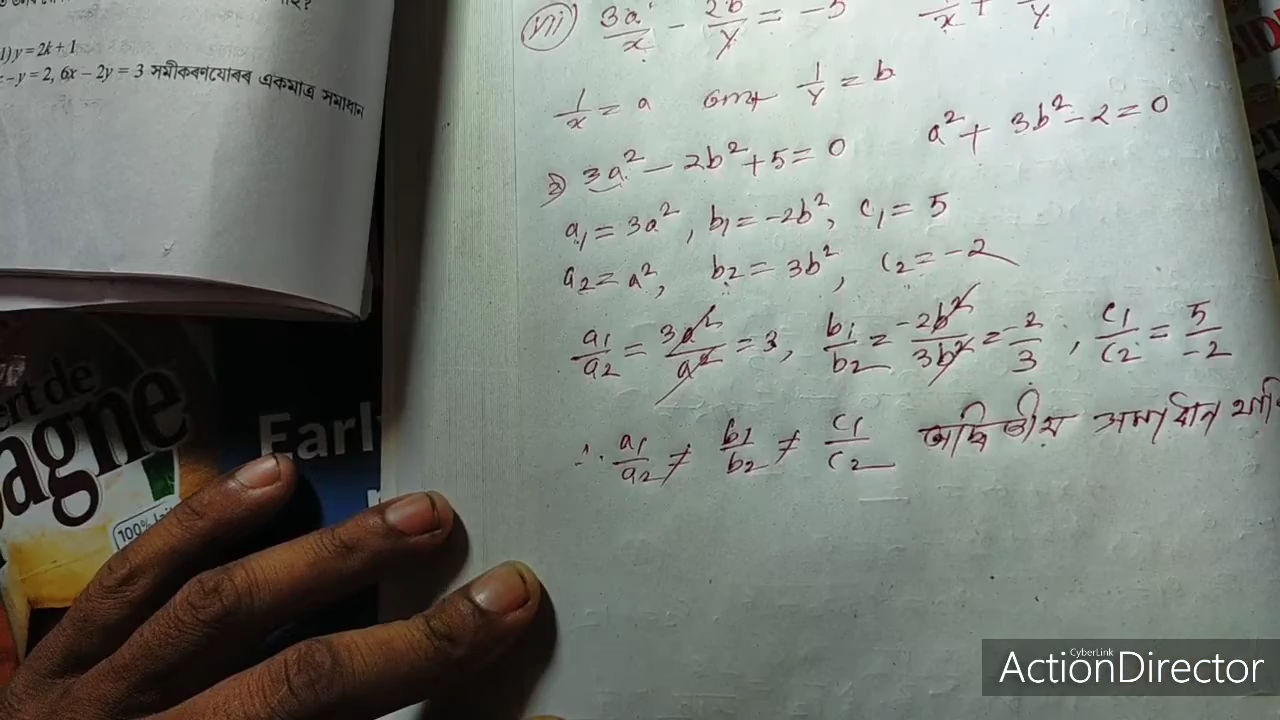 1) y = 2k + 1
- y = 2, 6x - 2y = 3 সমীকৰণযোৰৰ একমাত্ৰ সমাধান
(vii) 3a/x - 2b/y = -5
1/x = a 1/y = b
⇒ 3a² - 2b² + 5 = 0 a² + 3b² - 2 = 0
a₁ = 3a², b₁ = -2b², c₁ = 5
a₂ = a², b₂ = 3b², c₂ = -2
a₁/a₂ = 3a²/a² = 3, b₁/b₂ = -2b²/3b² = -2/3, c₁/c₂ = 5/-2
∴ a₁/a₂ ≠ b₁/b₂ ≠ c₁/c₂ অদ্বিতীয় সমাধান
Earl
agne
100%
CyberLink
ActionDirector